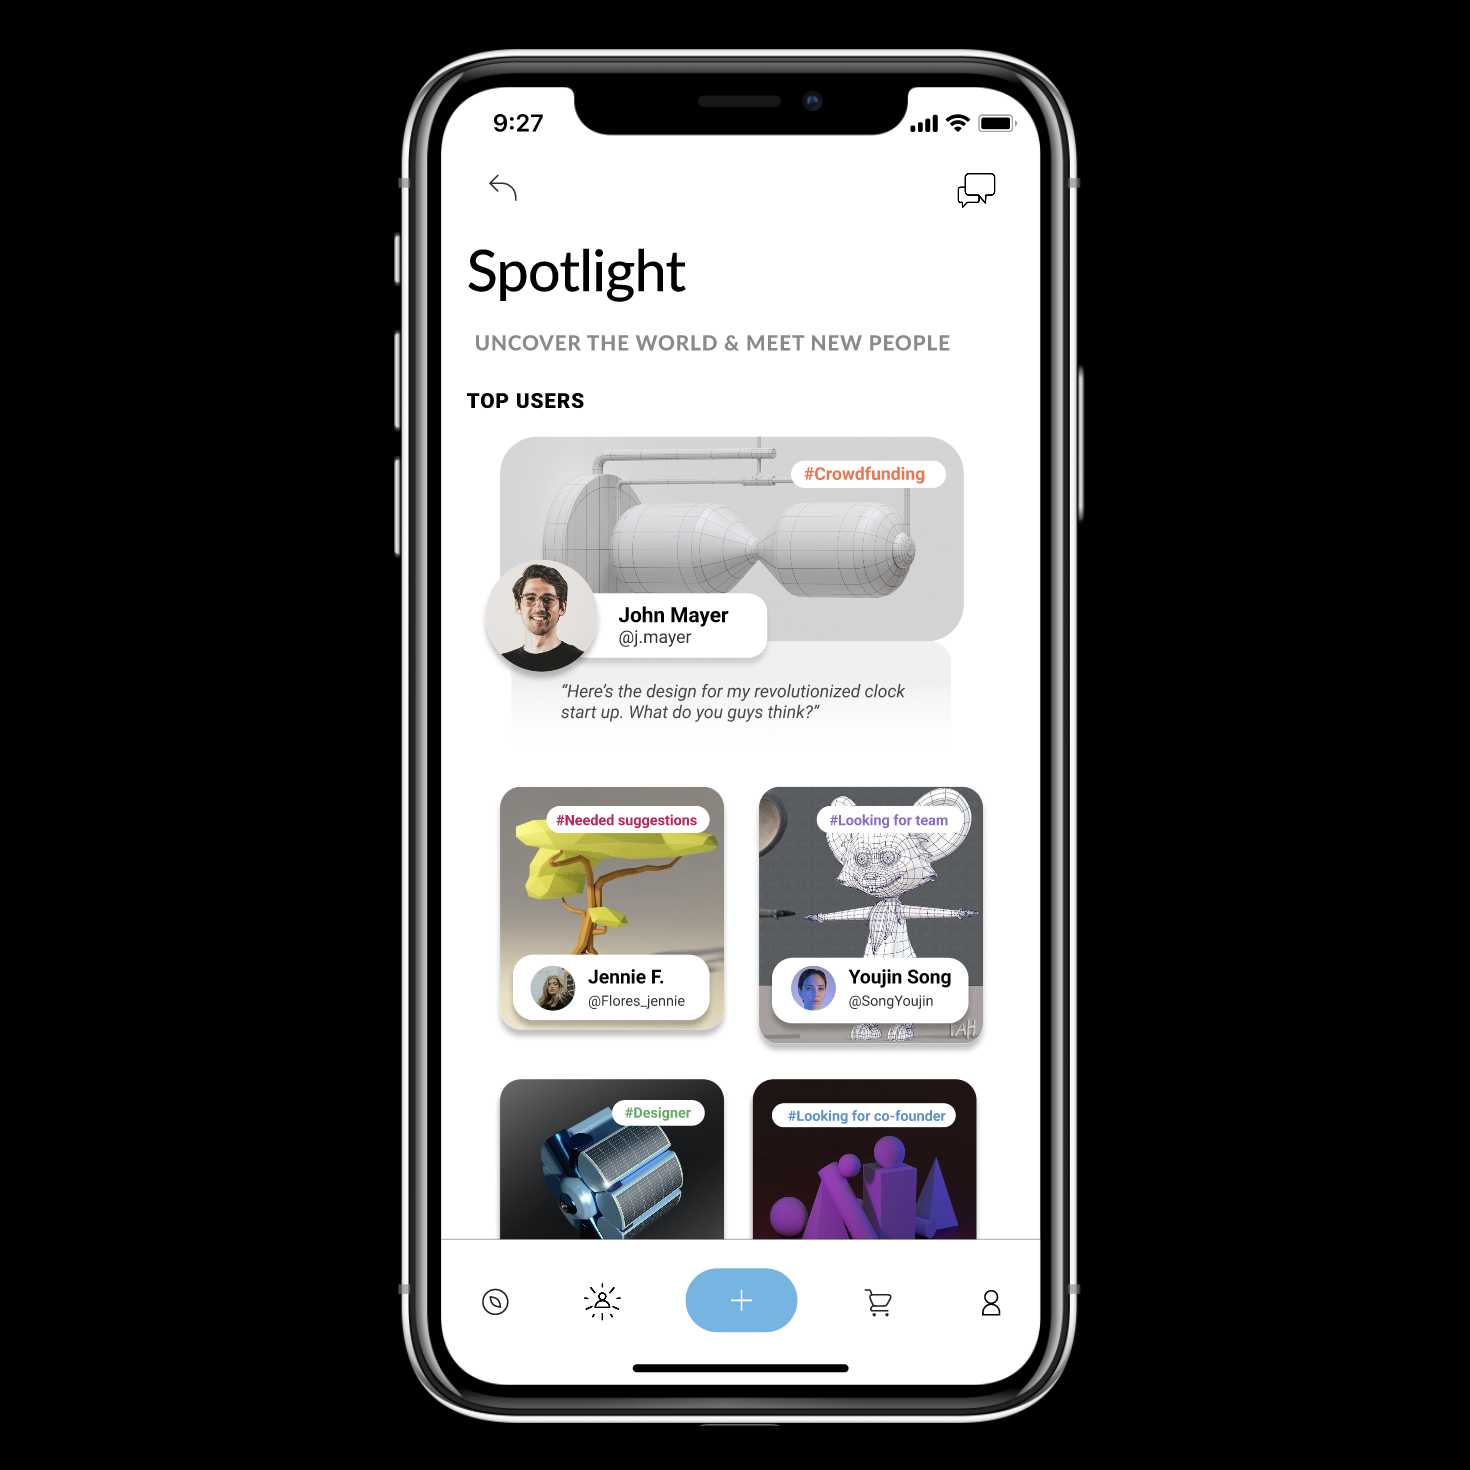 9:27
Spotlight
UNCOVER THE WORLD & MEET NEW PEOPLE
TOP USERS
#Crowdfunding
John Mayer
@j.mayer
“Here’s the design for my revolutionized clock
start up. What do you guys think?”
#Needed suggestions
Jennie F.
@Flores_jennie
#Looking for team
Youjin Song
@SongYoujin
#Designer
#Looking for co-founder